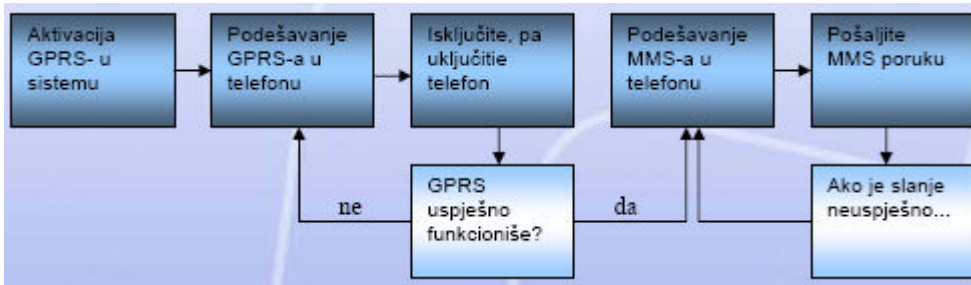 Aktivacija
GPRS- u
sistemu
Podešavanje
GPRS-a u
telefonu
Isključite, pa
uključitie
telefon
Podešavanje
MMS-a u
telefonu
Pošaljite
MMS poruku
ne
GPRS
uspješno
funkcioniše?
da
Ako je slanje
neuspješno...